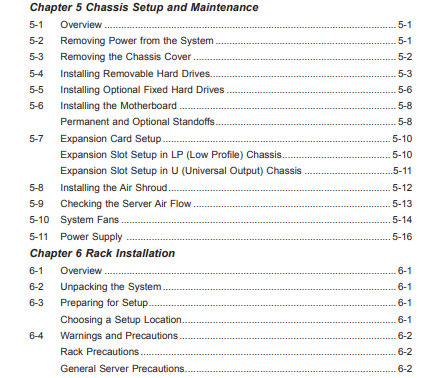 Chapter 5 Chassis Setup and Maintenance
5-1 Overview ........................................................ 5-1
5-2 Removing Power from the System ........................................................ 5-1
5-3 Removing the Chassis Cover ........................................................ 5-2
5-4 Installing Removable Hard Drives........................................................ 5-3
5-5 Installing Optional Fixed Hard Drives ........................................................ 5-6
5-6 Installing the Motherboard ........................................................ 5-8
Permanent and Optional Standoffs........................................................ 5-8
5-7 Expansion Card Setup ........................................................ 5-10
Expansion Slot Setup in LP (Low Profile) Chassis........................................................ 5-10
Expansion Slot Setup in U (Universal Output) Chassis ........................................................ 5-11
5-8 Installing the Air Shroud ........................................................ 5-12
5-9 Checking the Server Air Flow ........................................................ 5-13
5-10 System Fans ........................................................ 5-14
5-11 Power Supply ........................................................ 5-16
Chapter 6 Rack Installation
6-1 Overview ........................................................ 6-1
6-2 Unpacking the System ........................................................ 6-1
6-3 Preparing for Setup ........................................................ 6-1
Choosing a Setup Location ........................................................ 6-1
6-4 Warnings and Precautions ........................................................ 6-2
Rack Precautions ........................................................ 6-2
General Server Precautions ........................................................ 6-2